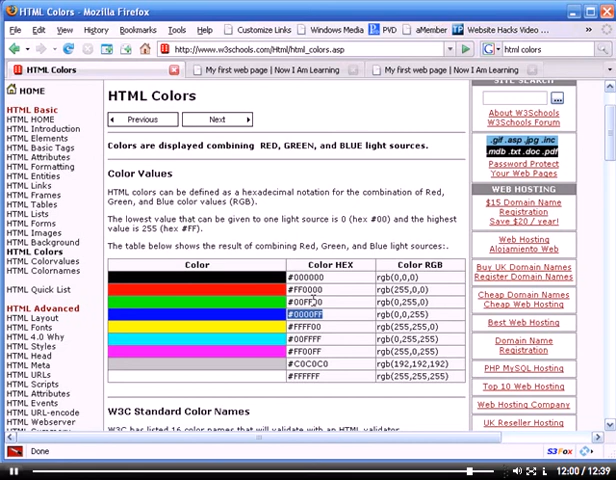 HTML Colors - Mozilla Firefox
File Edit View History Bookmarks Tools Help Customize Links Windows Media PVD aMember Website Hacks Video ...
http://www.w3schools.com/Html/html_colors.asp
html colors
HTML Colors
My first web page | Now I Am Learning
My first web page | Now I Am Learning
HOME
HTML Basic
HTML HOME
HTML Introduction
HTML Elements
HTML Basic Tags
HTML Attributes
HTML Formatting
HTML Entities
HTML Links
HTML Frames
HTML Tables
HTML Lists
HTML Forms
HTML Images
HTML Background
HTML Colors
HTML Colorvalues
HTML Colornames
HTML Quick List
HTML Advanced
HTML Layout
HTML Fonts
HTML 4.0 Why
HTML Styles
HTML Head
HTML Meta
HTML URLs
HTML Scripts
HTML Attributes
HTML Events
HTML URL-encode
HTML Webserver
HTML Colors
Previous
Next
Colors are displayed combining RED, GREEN, and BLUE light sources.
Color Values
HTML colors can be defined as a hexadecimal notation for the combination of Red,
Green, and Blue color values (RGB).
The lowest value that can be given to one light source is 0 (hex #00) and the highest
value is 255 (hex #FF).
The table below shows the result of combining Red, Green, and Blue light sources:.
Color Color HEX Color RGB
#000000 rgb(0,0,0)
#FF0000 rgb(255,0,0)
#00FF00 rgb(0,255,0)
#0000FF rgb(0,0,255)
#FFFF00 rgb(255,255,0)
#00FFFF rgb(0,255,255)
#FF00FF rgb(255,0,255)
#C0C0C0 rgb(192,192,192)
#FFFFFF rgb(255,255,255)
W3C Standard Color Names
W3C has listed 16 color names that will validate with an HTML validator.
SITE SEARCH
...
About W3Schools
W3Schools Forum
.gif .asp .jpg .inc
.mdb .txt .doc .pdf
Password Protect
Your Web Pages
WEB HOSTING
$15 Domain Name
Registration
Save $20 / year!
Web Hosting
Alojamiento Web
Buy UK Domain Names
Register Domain Names
Cheap Domain Names
Cheap Web Hosting
Best Web Hosting
Domain Name
Registration
PHP MySQL Hosting
Top 10 Web Hosting
Web Hosting Company
UK Reseller Hosting
Done
S3Fox
12:00 / 12:39